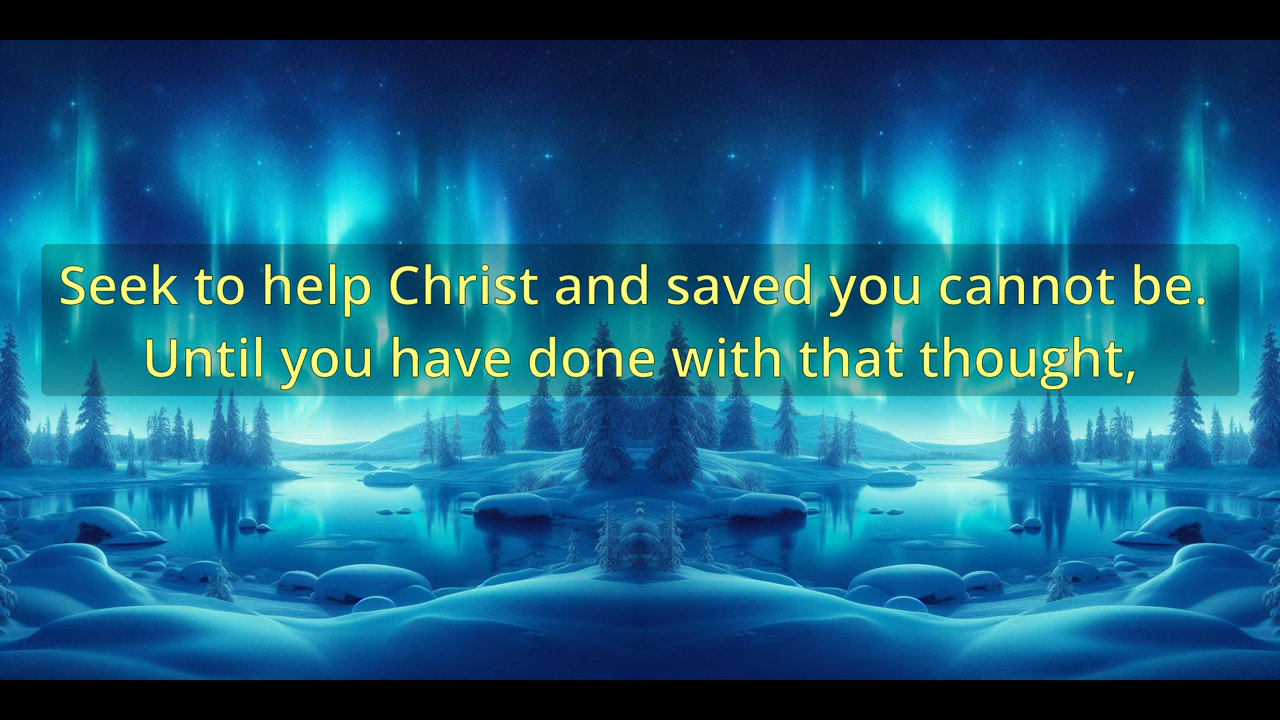 Seek to help Christ and saved you cannot be.
Until you have done with that thought,